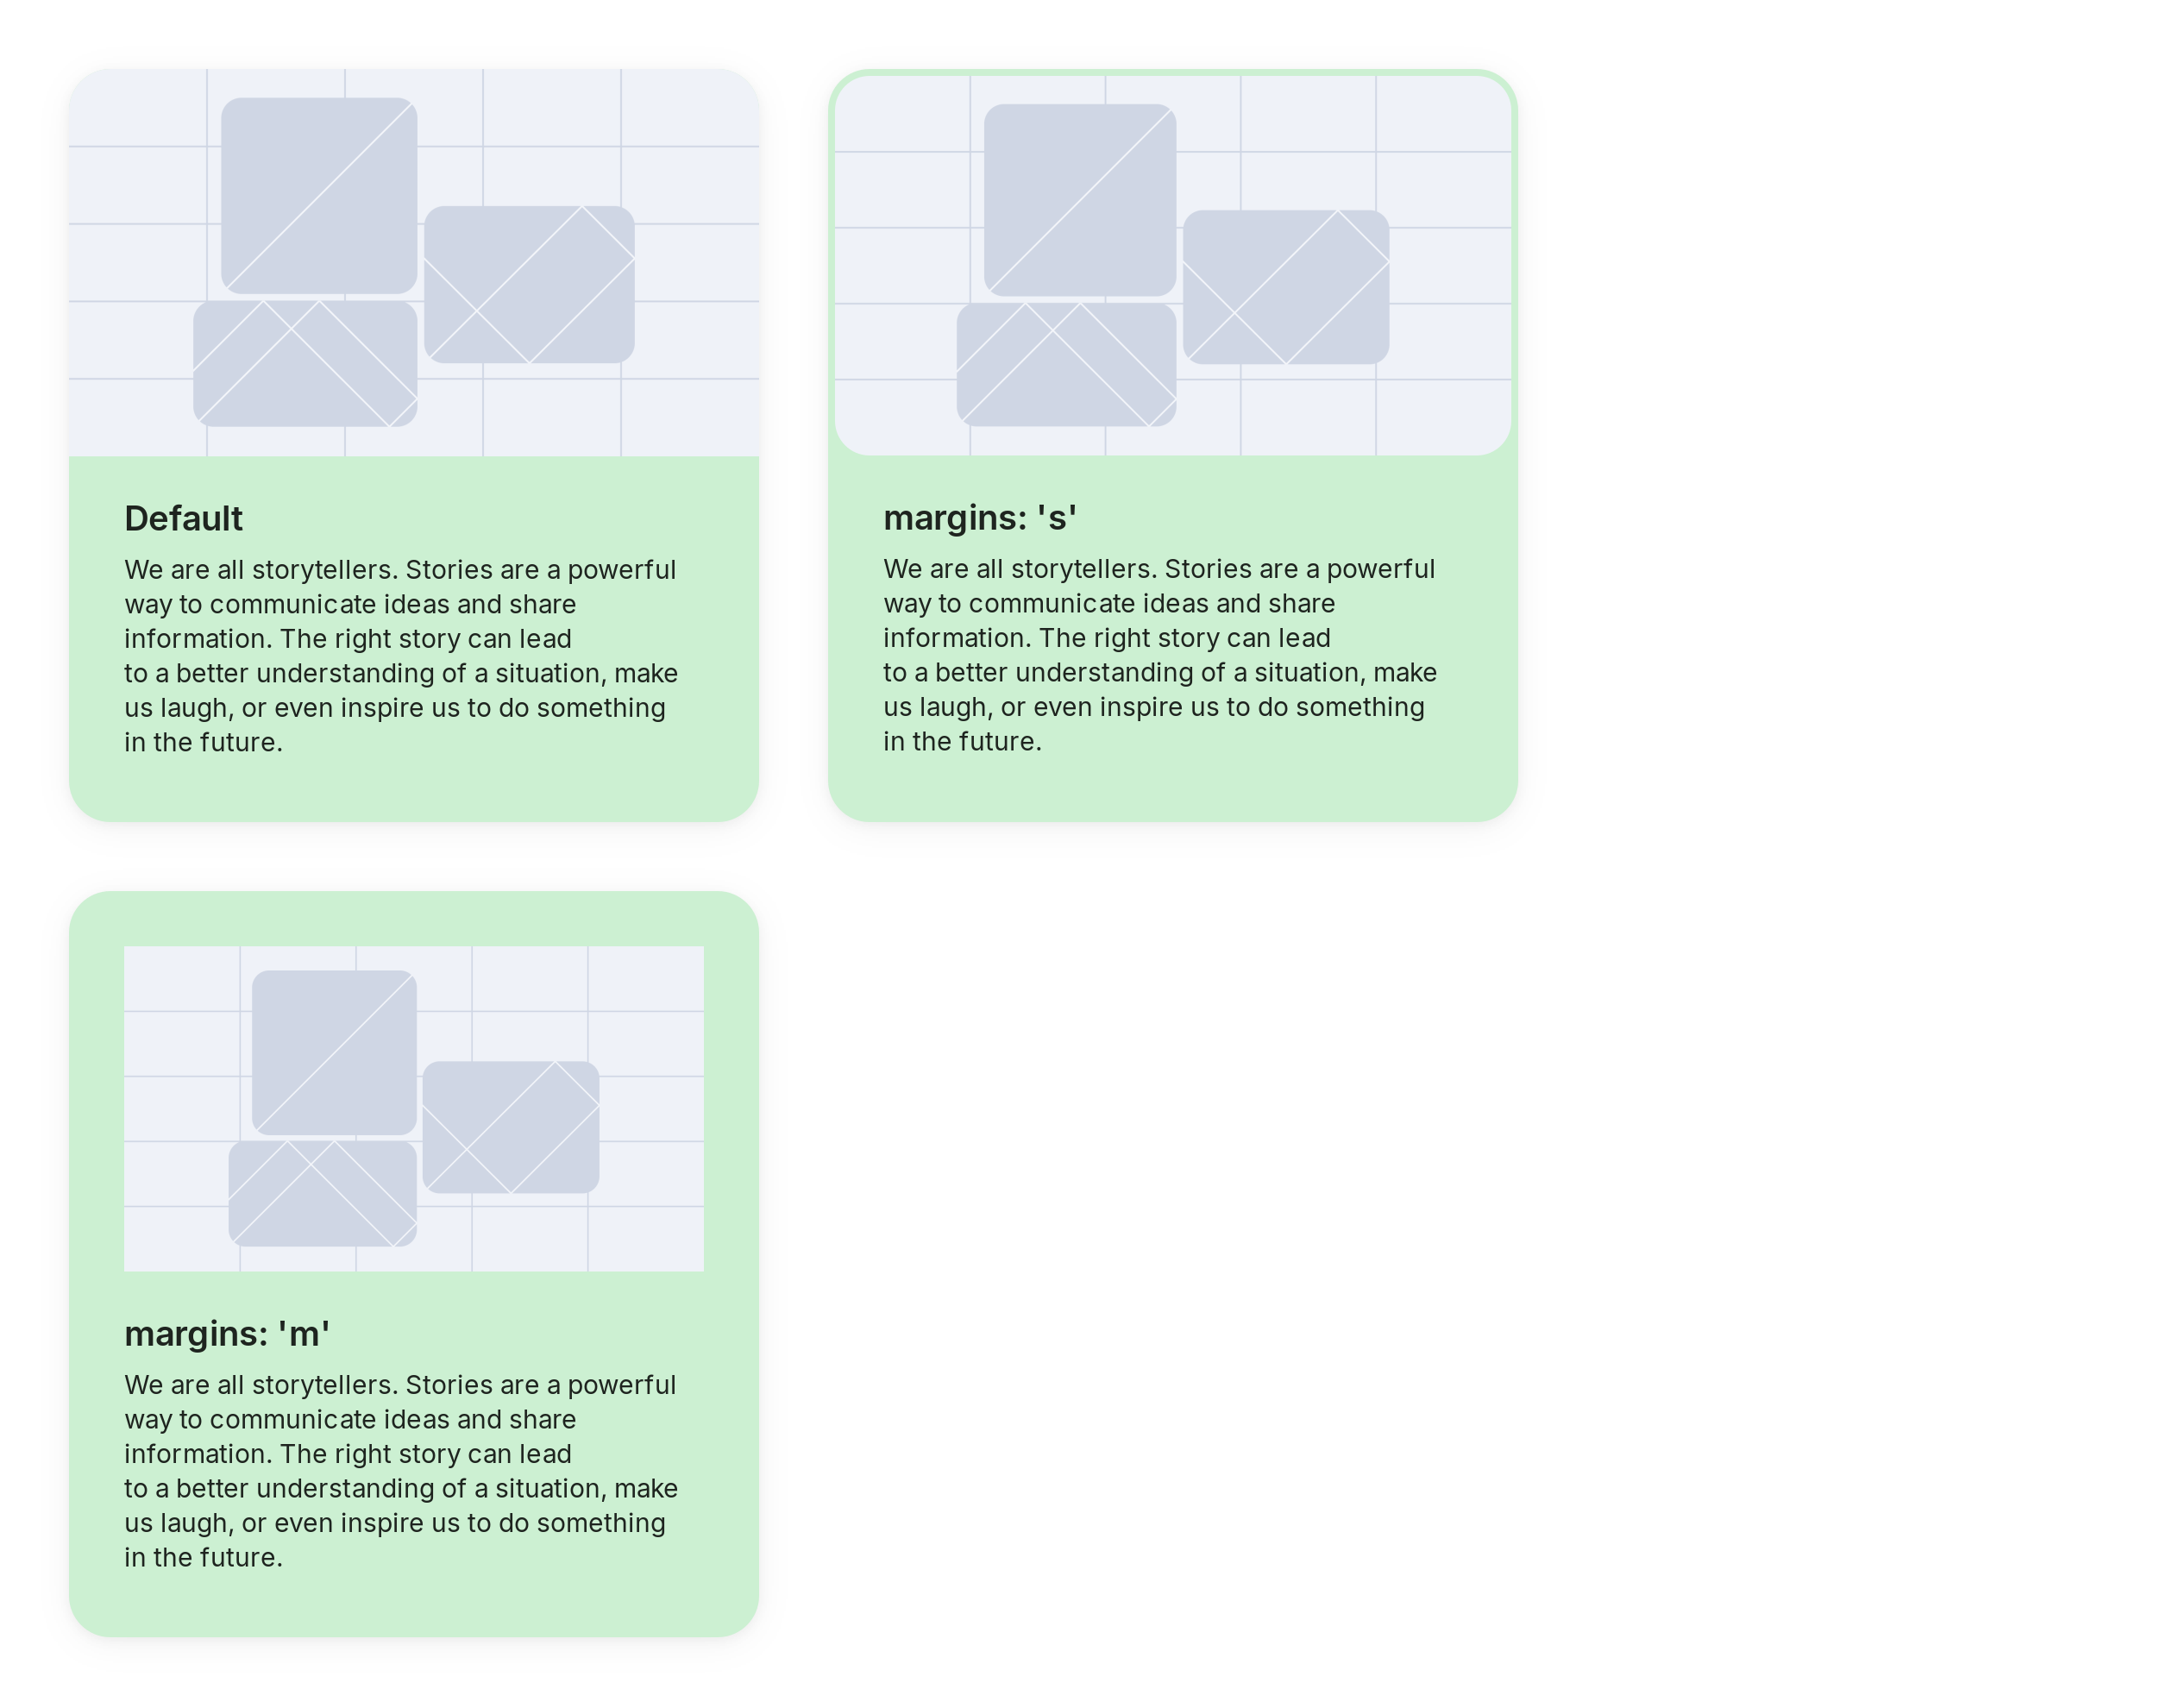 Default
We are all storytellers. Stories are a powerful
way to communicate ideas and share
information. The right story can lead
to a better understanding of a situation, make
us laugh, or even inspire us to do something
in the future.
margins: 's'
We are all storytellers. Stories are a powerful
way to communicate ideas and share
information. The right story can lead
to a better understanding of a situation, make
us laugh, or even inspire us to do something
in the future.
margins: 'm'
We are all storytellers. Stories are a powerful
way to communicate ideas and share
information. The right story can lead
to a better understanding of a situation, make
us laugh, or even inspire us to do something
in the future.